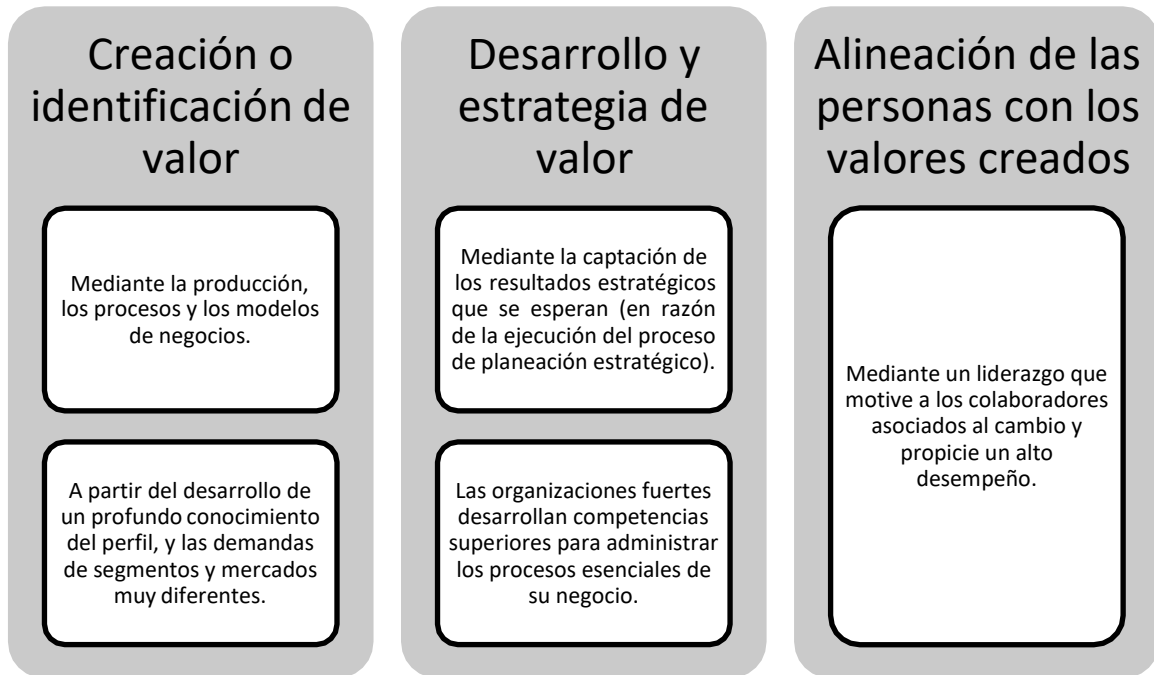 Creación o
identificación de
valor
Mediante la producción,
los procesos y los modelos
de negocios.
A partir del desarrollo de
un profundo conocimiento
del perfil, y las demandas
de segmentos y mercados
muy diferentes.
Desarrollo y
estrategia de
valor
Mediante la captación de
los resultados estratégicos
que se esperan (en razón
de la ejecución del proceso
de planeación estratégico).
Las organizaciones fuertes
desarrollan competencias
superiores para administrar
los procesos esenciales de
su negocio.
Alineación de las
personas con los
valores creados
Mediante un liderazgo que
motive a los colaboradores
asociados al cambio y
propicie un alto
desempeño.